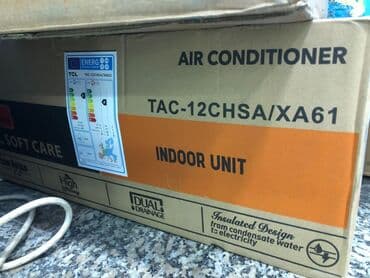 AIR CONDITIONER
ENERG
TCL
TAC-12CHSA/XA61
SOFT CARE
INDOOR UNIT
DUAL
DRAINAGE
Insulated Design
from condensate water
to electricity